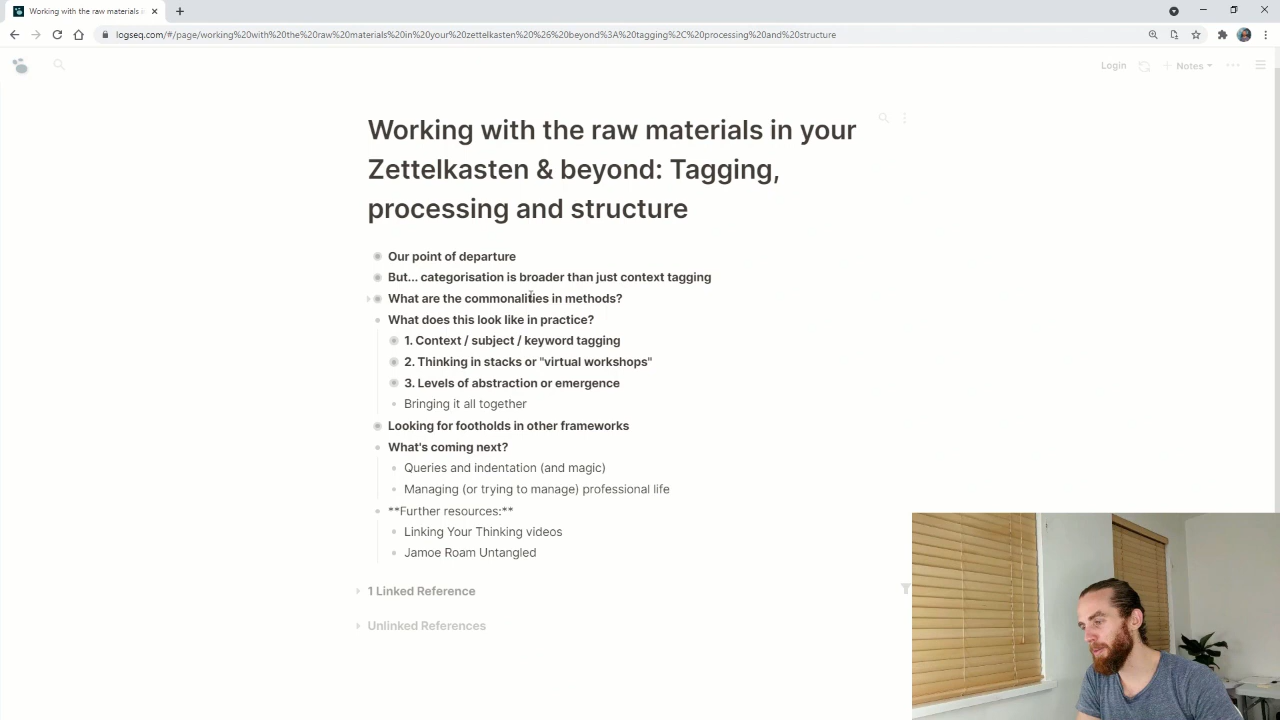 Working with the raw materials in
logseq.com/#/page/working%20with%20the%20raw%20materials%20in%20your%20zettelkasten%20%26%20beyond%3A%20tagging%2C%20processing%20and%20structure
Login
Notes
Working with the raw materials in your
Zettelkasten & beyond: Tagging,
processing and structure
Our point of departure
But... categorisation is broader than just context tagging
What are the commonalities in methods?
What does this look like in practice?
1. Context / subject / keyword tagging
2. Thinking in stacks or "virtual workshops"
3. Levels of abstraction or emergence
Bringing it all together
Looking for footholds in other frameworks
What's coming next?
Queries and indentation (and magic)
Managing (or trying to manage) professional life
**Further resources:**
Linking Your Thinking videos
Jamoe Roam Untangled
1 Linked Reference
Unlinked References